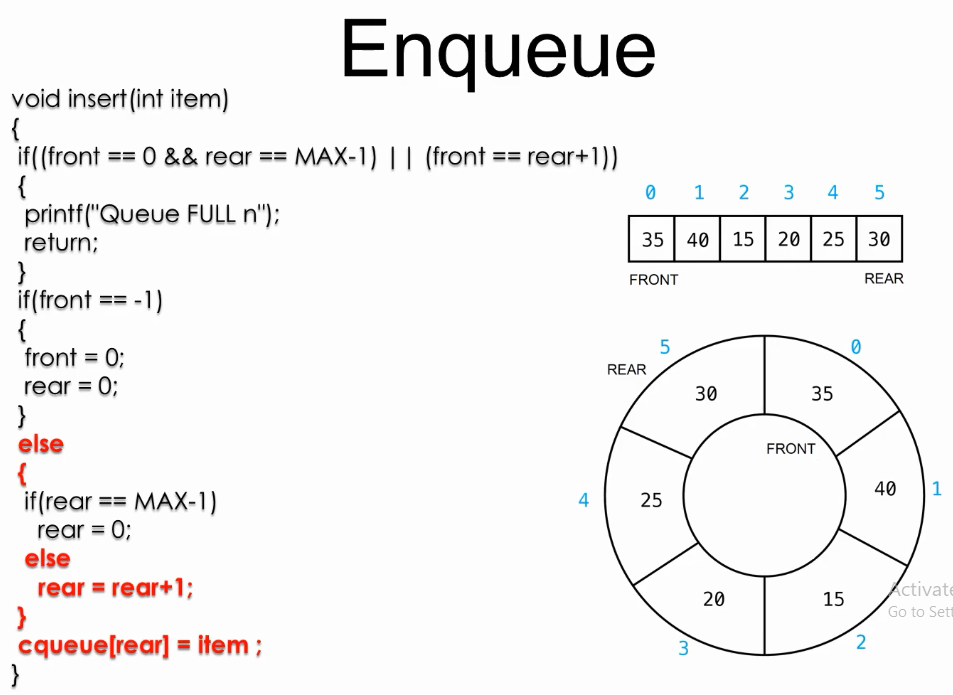 Enqueue
void insert(int item)
{
if((front == 0 && rear == MAX-1) || (front == rear+1))
{
printf("Queue FULL n");
return;
}
if(front == -1)
{
front = 0;
rear = 0;
}
else
{
if(rear == MAX-1)
rear = 0;
else
rear = rear+1;
}
cqueue[rear] = item ;
}
0 1 2 3 4 5
35 40 15 20 25 30
FRONT REAR
5 0
REAR
30 35
FRONT
4 25 40 1
20 15
3 2
Activate
Go to Sett